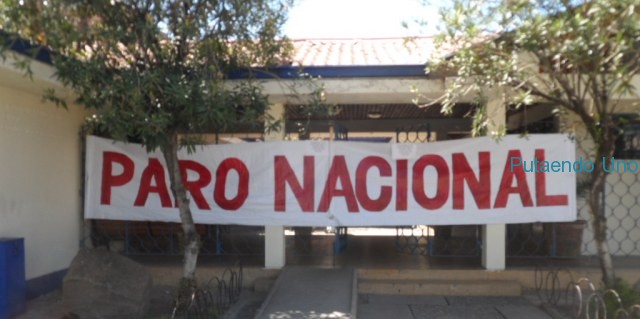 PARO NACIONAL
Putaendo Uno